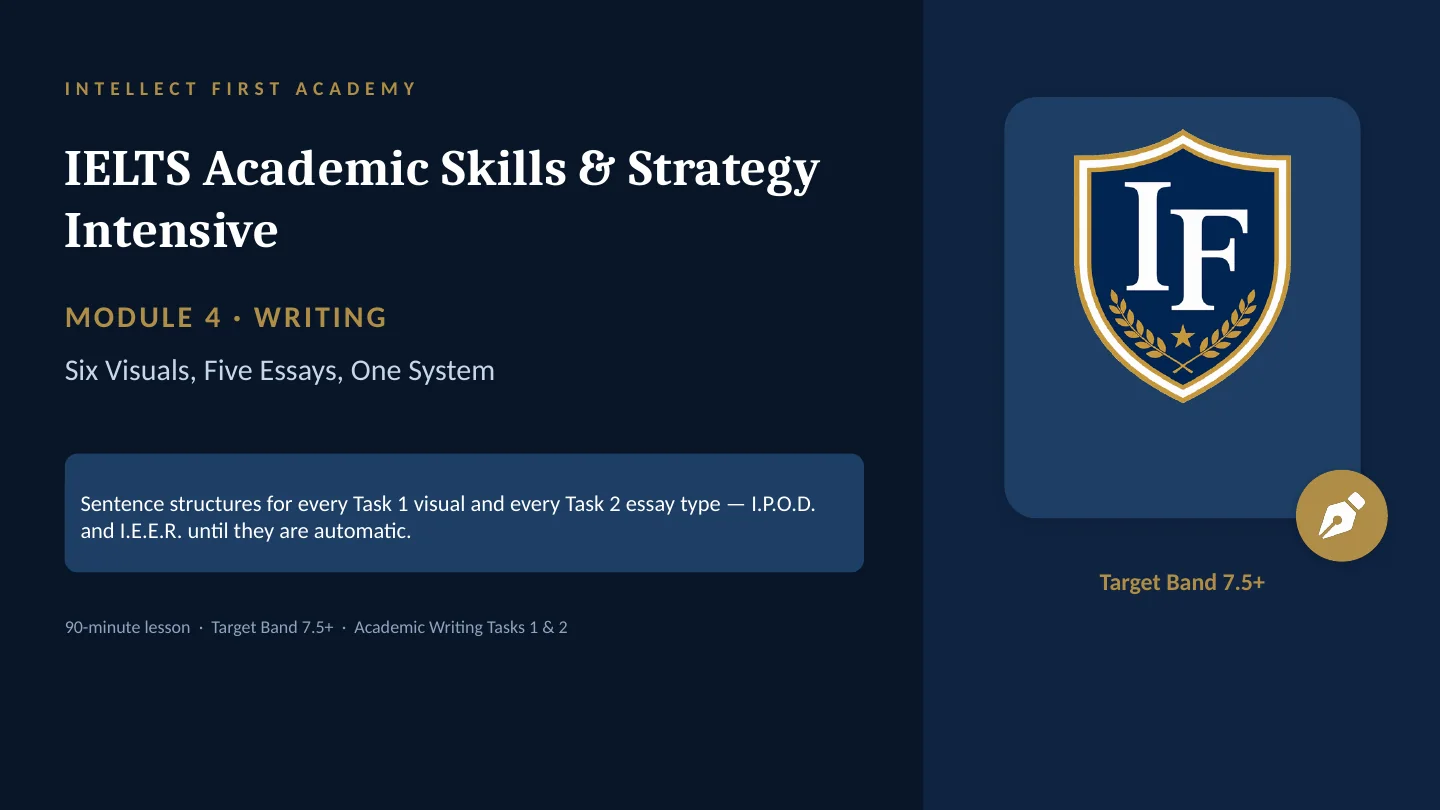 INTELLECT FIRST ACADEMY
IELTS Academic Skills & Strategy
Intensive
MODULE 4 · WRITING
Six Visuals, Five Essays, One System
Sentence structures for every Task 1 visual and every Task 2 essay type — I.P.O.D.
and I.E.E.R. until they are automatic.
90-minute lesson · Target Band 7.5+ · Academic Writing Tasks 1 & 2
IF
Target Band 7.5+